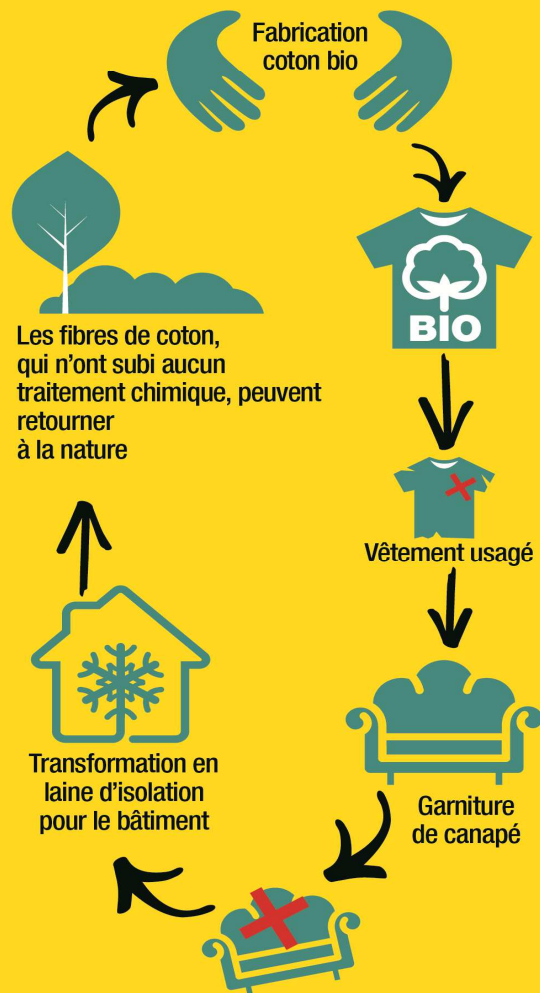 Fabrication
coton bio
BIO
Vêtement usagé
Garniture
de canapé
Transformation en
laine d'isolation
pour le bâtiment
Les fibres de coton,
qui n'ont subi aucun
traitement chimique, peuvent
retourner
à la nature